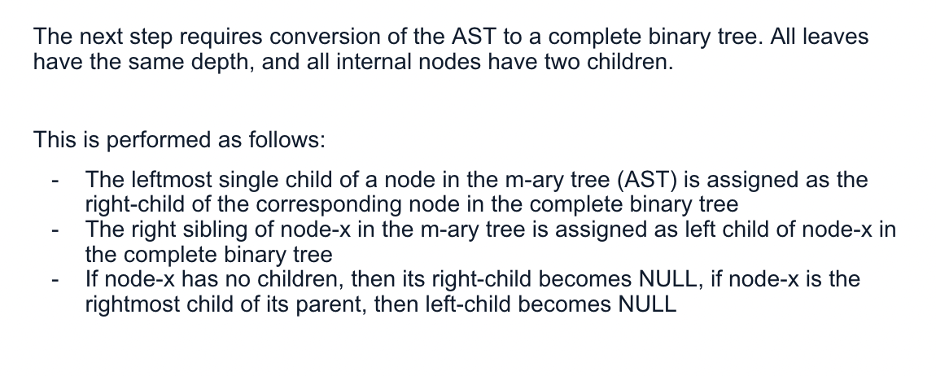 The next step requires conversion of the AST to a complete binary tree. All leaves
have the same depth, and all internal nodes have two children.
This is performed as follows:
- The leftmost single child of a node in the m-ary tree (AST) is assigned as the
right-child of the corresponding node in the complete binary tree
- The right sibling of node-x in the m-ary tree is assigned as left child of node-x in
the complete binary tree
- If node-x has no children, then its right-child becomes NULL, if node-x is the
rightmost child of its parent, then left-child becomes NULL